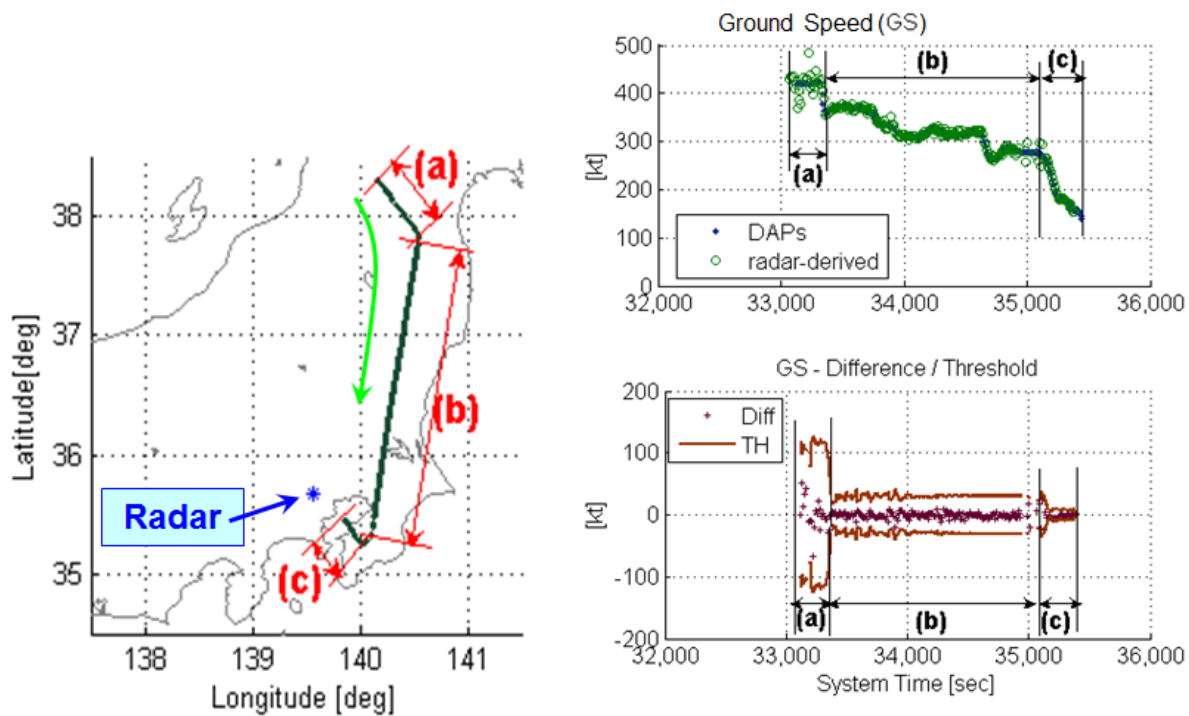 Latitude[deg]
38
37
36
35
138
139
140
141
Longitude [deg]
(a)
(b)
(c)
Radar
Ground Speed (GS)
[kt]
500
400
300
200
100
0
(a)
(b)
(c)
DAPs
radar-derived
32,000
33,000
34,000
35,000
36,000
GS - Difference / Threshold
[kt]
200
100
0
-100
-200
Diff
TH
(a)
(b)
(c)
32,000
33,000
34,000
35,000
36,000
System Time [sec]